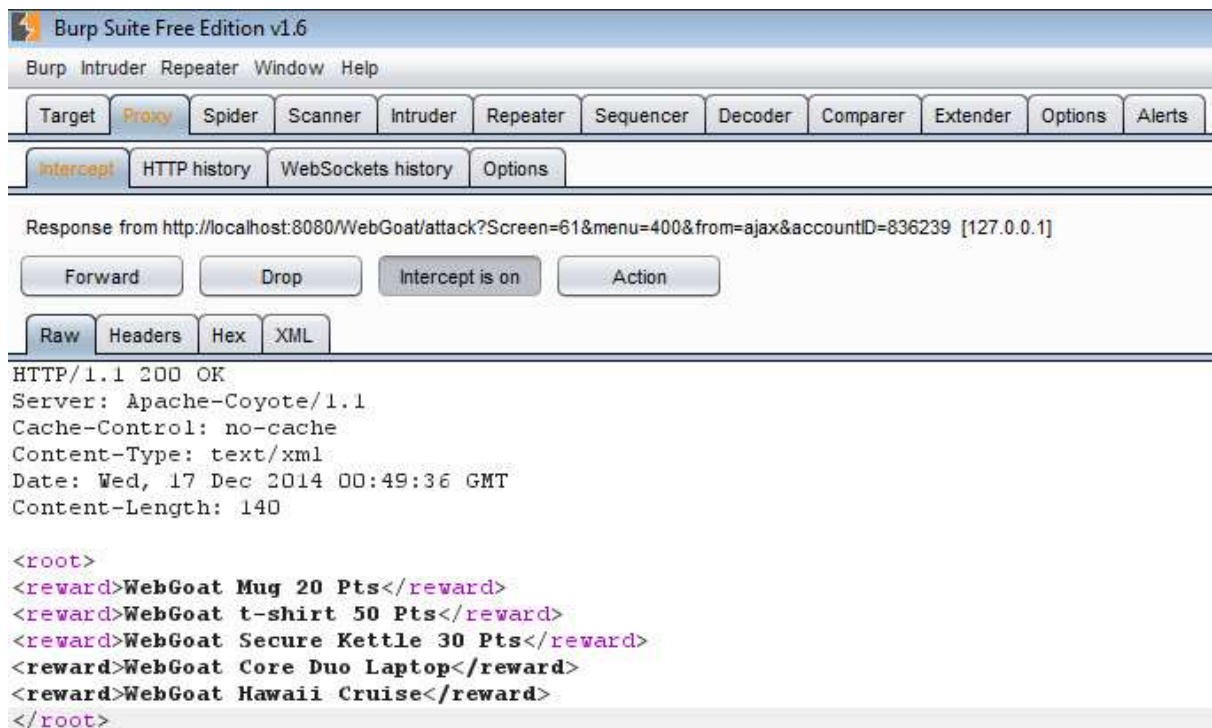 Burp Suite Free Edition v1.6
Burp Intruder Repeater Window Help
Target Proxy Spider Scanner Intruder Repeater Sequencer Decoder Comparer Extender Options Alerts
Intercept HTTP history WebSockets history Options
Response from http://localhost:8080/WebGoat/attack?Screen=61&menu=400&from=ajax&accountID=836239 [127.0.0.1]
Forward Drop Intercept is on Action
Raw Headers Hex XML
HTTP/1.1 200 OK
Server: Apache-Coyote/1.1
Cache-Control: no-cache
Content-Type: text/xml
Date: Wed, 17 Dec 2014 00:49:36 GMT
Content-Length: 140
<root>
<reward>WebGoat Mug 20 Pts</reward>
<reward>WebGoat t-shirt 50 Pts</reward>
<reward>WebGoat Secure Kettle 30 Pts</reward>
<reward>WebGoat Core Duo Laptop</reward>
<reward>WebGoat Hawaii Cruise</reward>
</root>